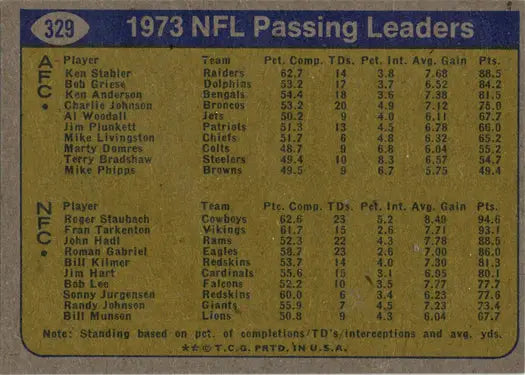 329 1973 NFL Passing Leaders
AFC • Player Team Pct. Comp. TDs. Pct. Int. Avg. Gain Pts.
Ken Stabler Raiders 62.7 14 3.8 7.68 88.5
Bob Griese Dolphins 53.2 17 3.7 6.52 84.2
Ken Anderson Bengals 54.4 18 3.6 7.38 81.5
Charlie Johnson Broncos 53.2 20 4.9 7.12 75.0
Al Woodall Jets 50.2 9 4.0 6.11 67.7
Jim Plunkett Patriots 51.3 13 4.5 6.78 66.0
Mike Livingston Chiefs 51.7 6 4.8 6.32 65.2
Marty Domres Colts 48.7 9 6.8 6.04 55.2
Terry Bradshaw Steelers 49.4 10 8.3 6.57 54.7
Mike Phipps Browns 49.5 9 6.7 5.75 49.4
NFC • Player Team Ptc. Comp. TDs. Pct. Int. Avg. Gain Pts.
Roger Staubach Cowboys 62.6 23 5.2 8.49 94.6
Fran Tarkenton Vikings 61.7 15 2.6 7.71 93.1
John Hadl Rams 52.3 22 4.3 7.78 88.5
Roman Gabriel Eagles 58.7 23 2.6 7.00 86.0
Bill Kilmer Redskins 53.7 14 4.0 7.30 81.3
Jim Hart Cardinals 55.6 15 3.1 6.95 80.1
Bob Lee Falcons 52.2 10 3.5 7.77 77.7
Sonny Jurgensen Redskins 60.0 6 3.4 6.23 77.6
Randy Johnson Giants 55.9 7 4.5 7.23 73.4
Bill Munson Lions 50.8 9 4.3 6.04 67.7
Note: Standing based on pct. of completions/TD's/interceptions and avg. yds.
★★© T.C.G. PRTD. IN U.S.A.